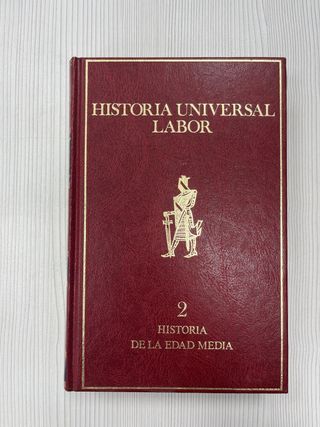 HISTORIA UNIVERSAL
LABOR
2
HISTORIA
DE LA EDAD MEDIA